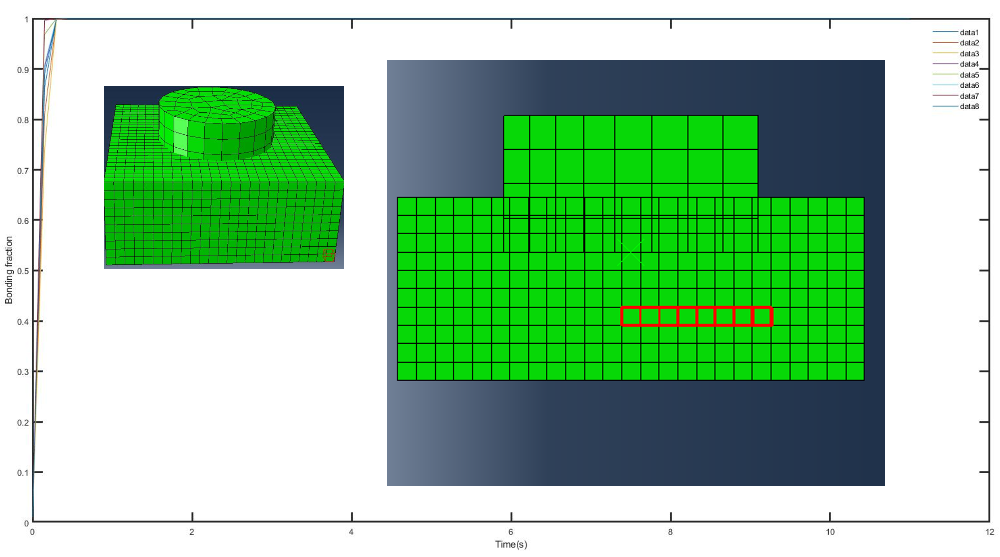 1
0.9
0.8
0.7
0.6
0.5
0.4
0.3
0.2
0.1
0
Bonding fraction
0 2 4 6 8 10 12
Time(s)
data1
data2
data3
data4
data5
data6
data7
data8